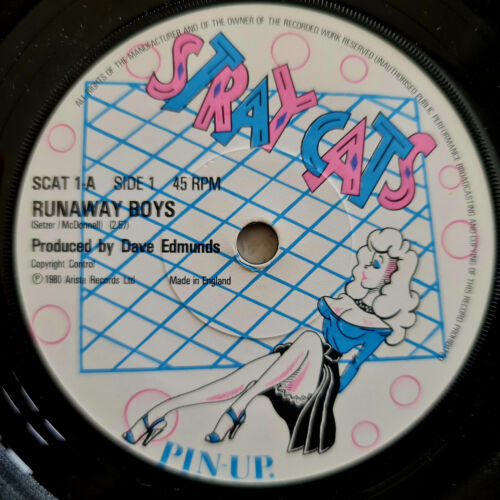 ALL RIGHTS OF THE MANUFACTURER AND OF THE OWNER OF THE RECORDED WORK RESERVED UNAUTHORISED PUBLIC PERFORMANCE BROADCASTING AND COPYING OF THIS RECORD PROHIBITED
STRAY CATS
SCAT 1-A SIDE 1 45 RPM
RUNAWAY BOYS
(Setzer / McDonnell) (2.57)
Produced by Dave Edmunds
Copyright Control
℗ 1980 Arista Records Ltd Made in England
PIN-UP.